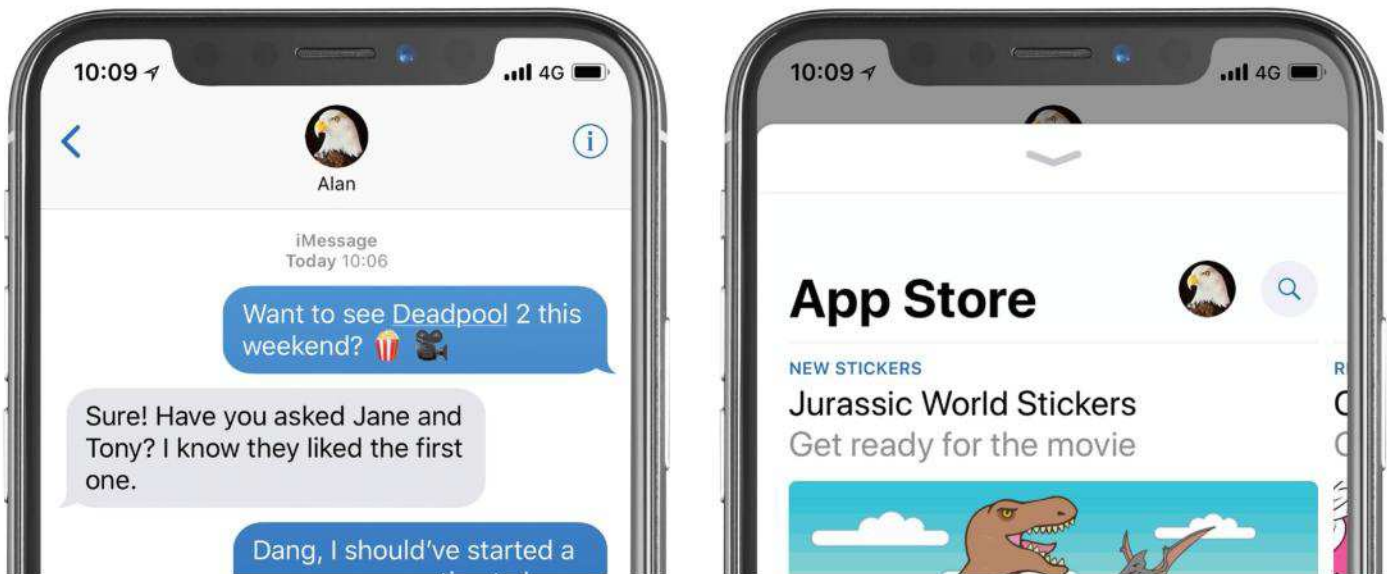 10:09
4G
Alan
iMessage
Today 10:06
Want to see Deadpool 2 this
weekend?
Sure! Have you asked Jane and
Tony? I know they liked the first
one.
Dang, I should've started a
10:09
4G
App Store
NEW STICKERS
Jurassic World Stickers
Get ready for the movie